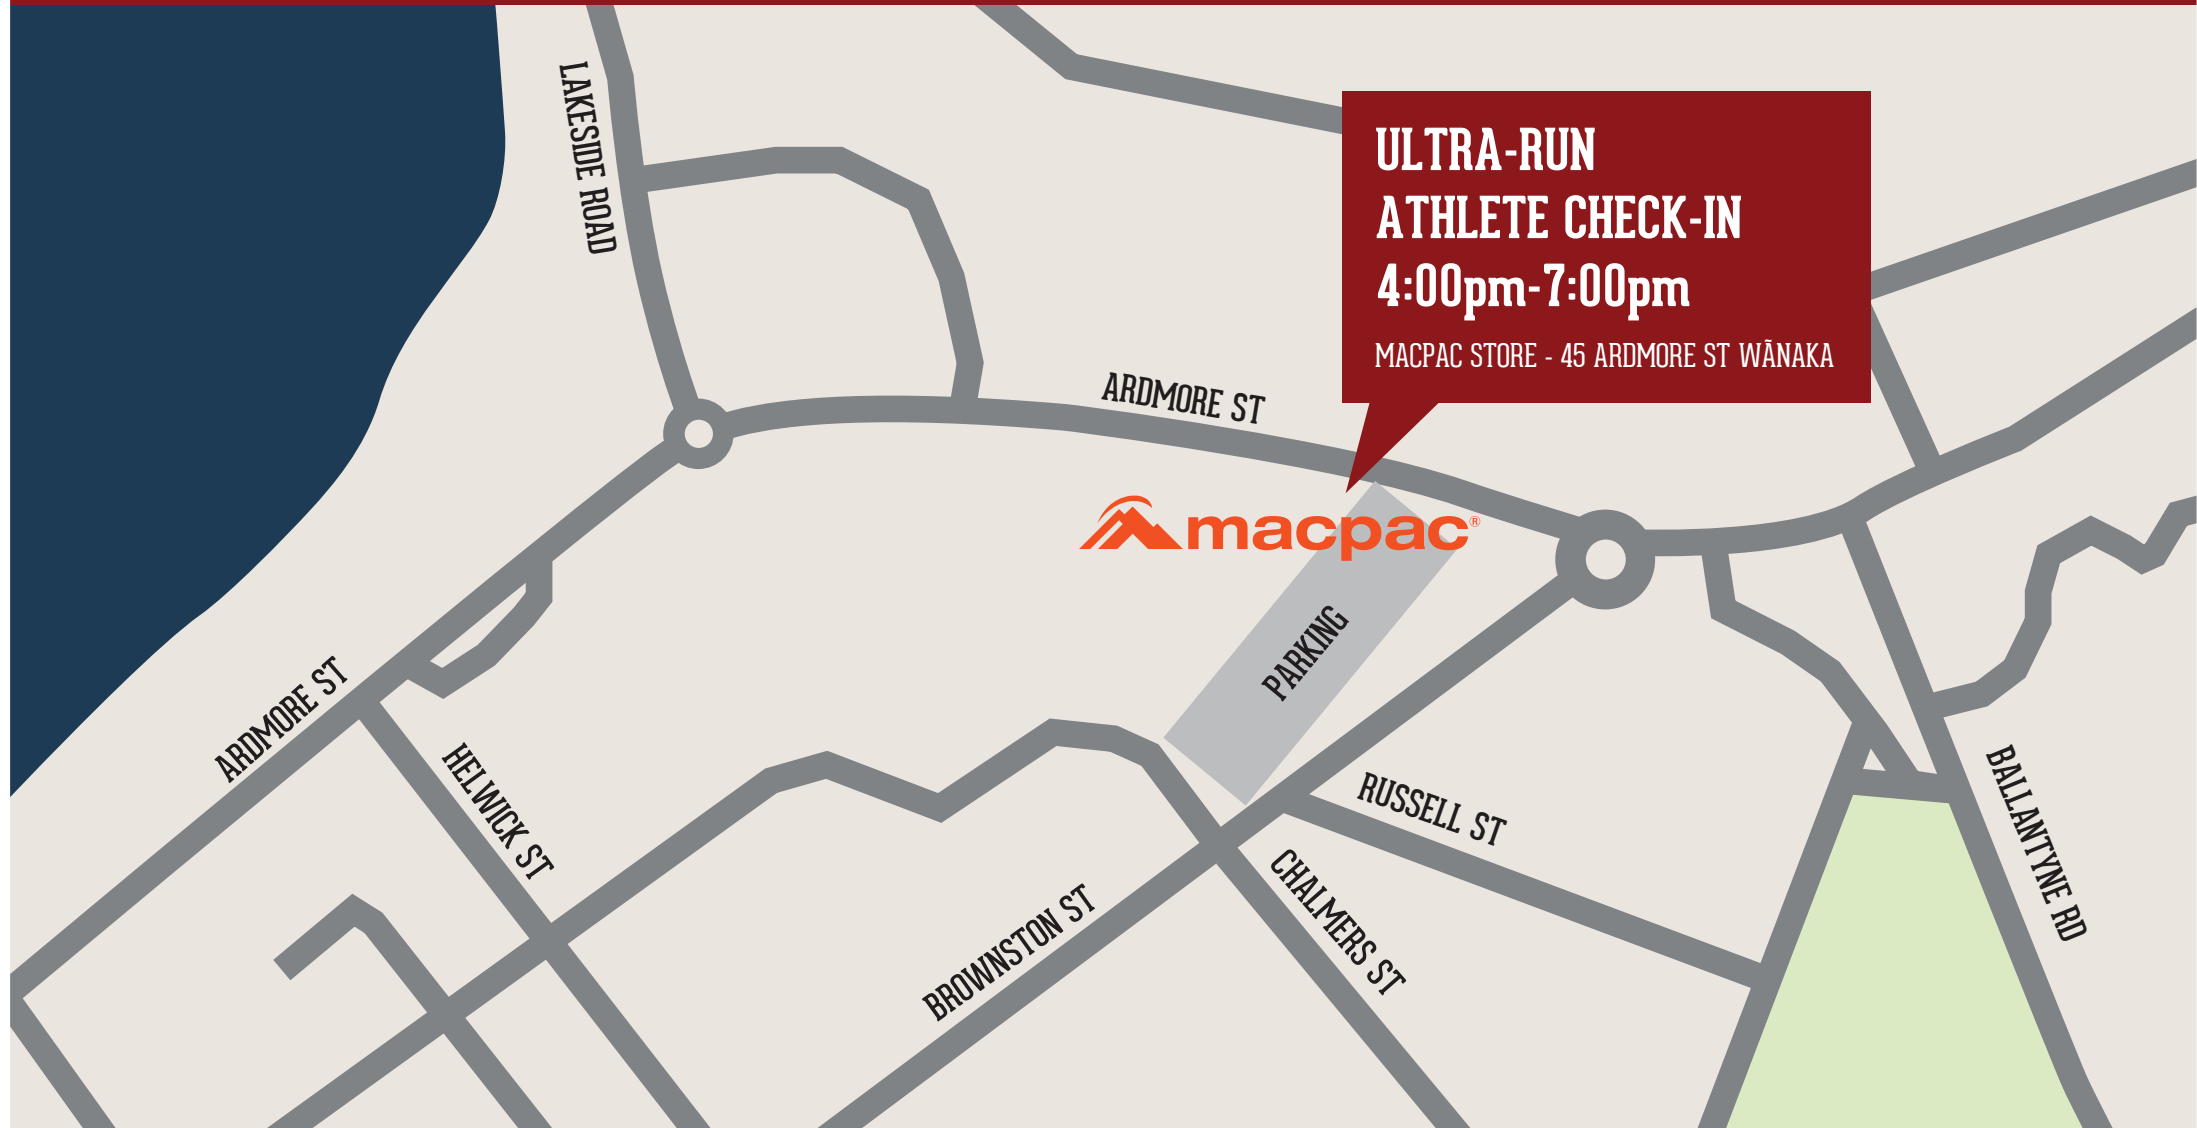 LAKESIDE ROAD
ULTRA-RUN
ATHLETE CHECK-IN
4:00pm-7:00pm
MACPAC STORE - 45 ARDMORE ST WĀNAKA
ARDMORE ST
macpac®
PARKING
ARDMORE ST
HELWICK ST
RUSSELL ST
BALLANTYNE RD
CHALMERS ST
BROWNSTON ST